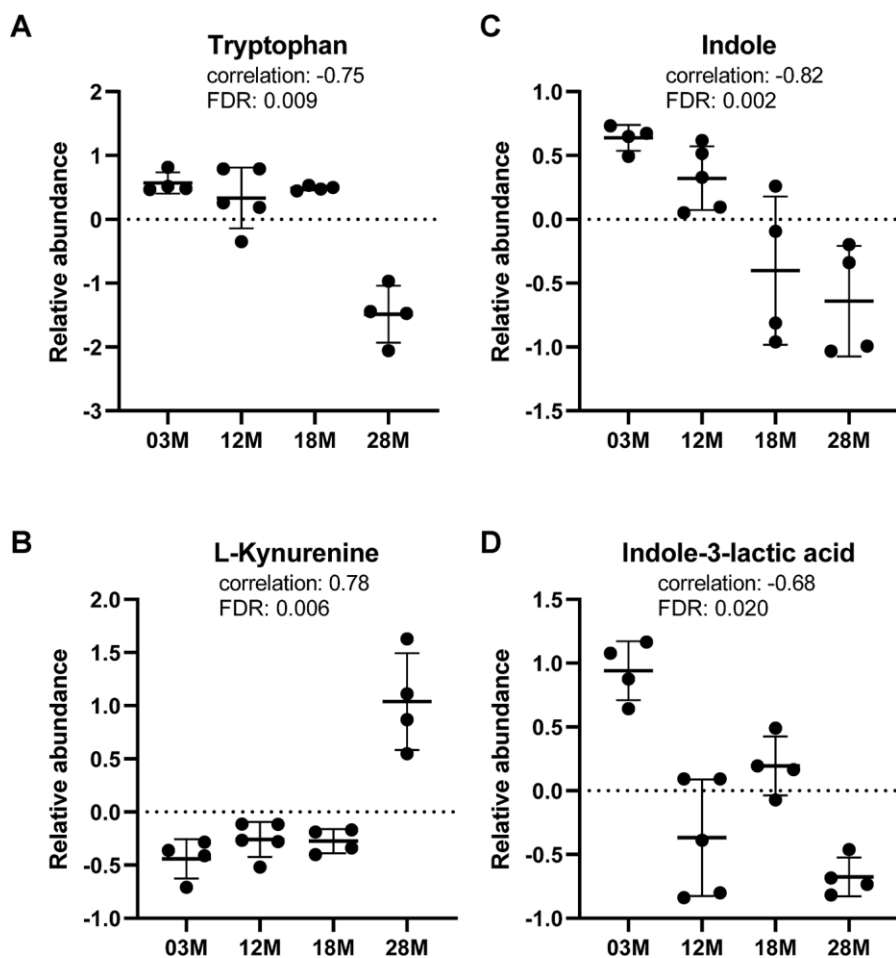 A
Tryptophan
correlation: -0.75
FDR: 0.009
Relative abundance
2
1
0
-1
-2
-3
03M 12M 18M 28M
C
Indole
correlation: -0.82
FDR: 0.002
Relative abundance
1.0
0.5
0.0
-0.5
-1.0
-1.5
03M 12M 18M 28M
B
L-Kynurenine
correlation: 0.78
FDR: 0.006
Relative abundance
2.0
1.5
1.0
0.5
0.0
-0.5
-1.0
03M 12M 18M 28M
D
Indole-3-lactic acid
correlation: -0.68
FDR: 0.020
Relative abundance
1.5
1.0
0.5
0.0
-0.5
-1.0
03M 12M 18M 28M